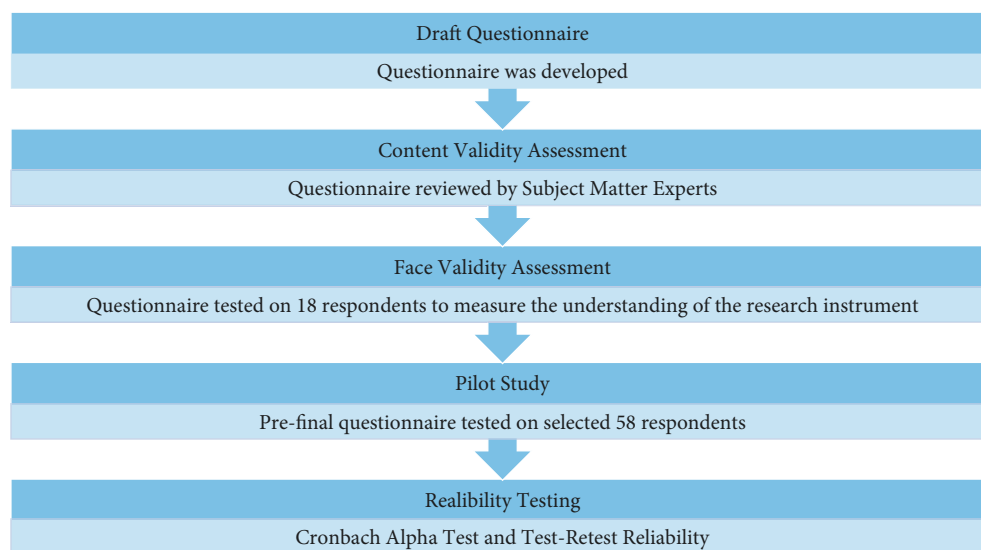 Draft Questionnaire
Questionnaire was developed
Content Validity Assessment
Questionnaire reviewed by Subject Matter Experts
Face Validity Assessment
Questionnaire tested on 18 respondents to measure the understanding of the research instrument
Pilot Study
Pre-final questionnaire tested on selected 58 respondents
Realibility Testing
Cronbach Alpha Test and Test-Retest Reliability